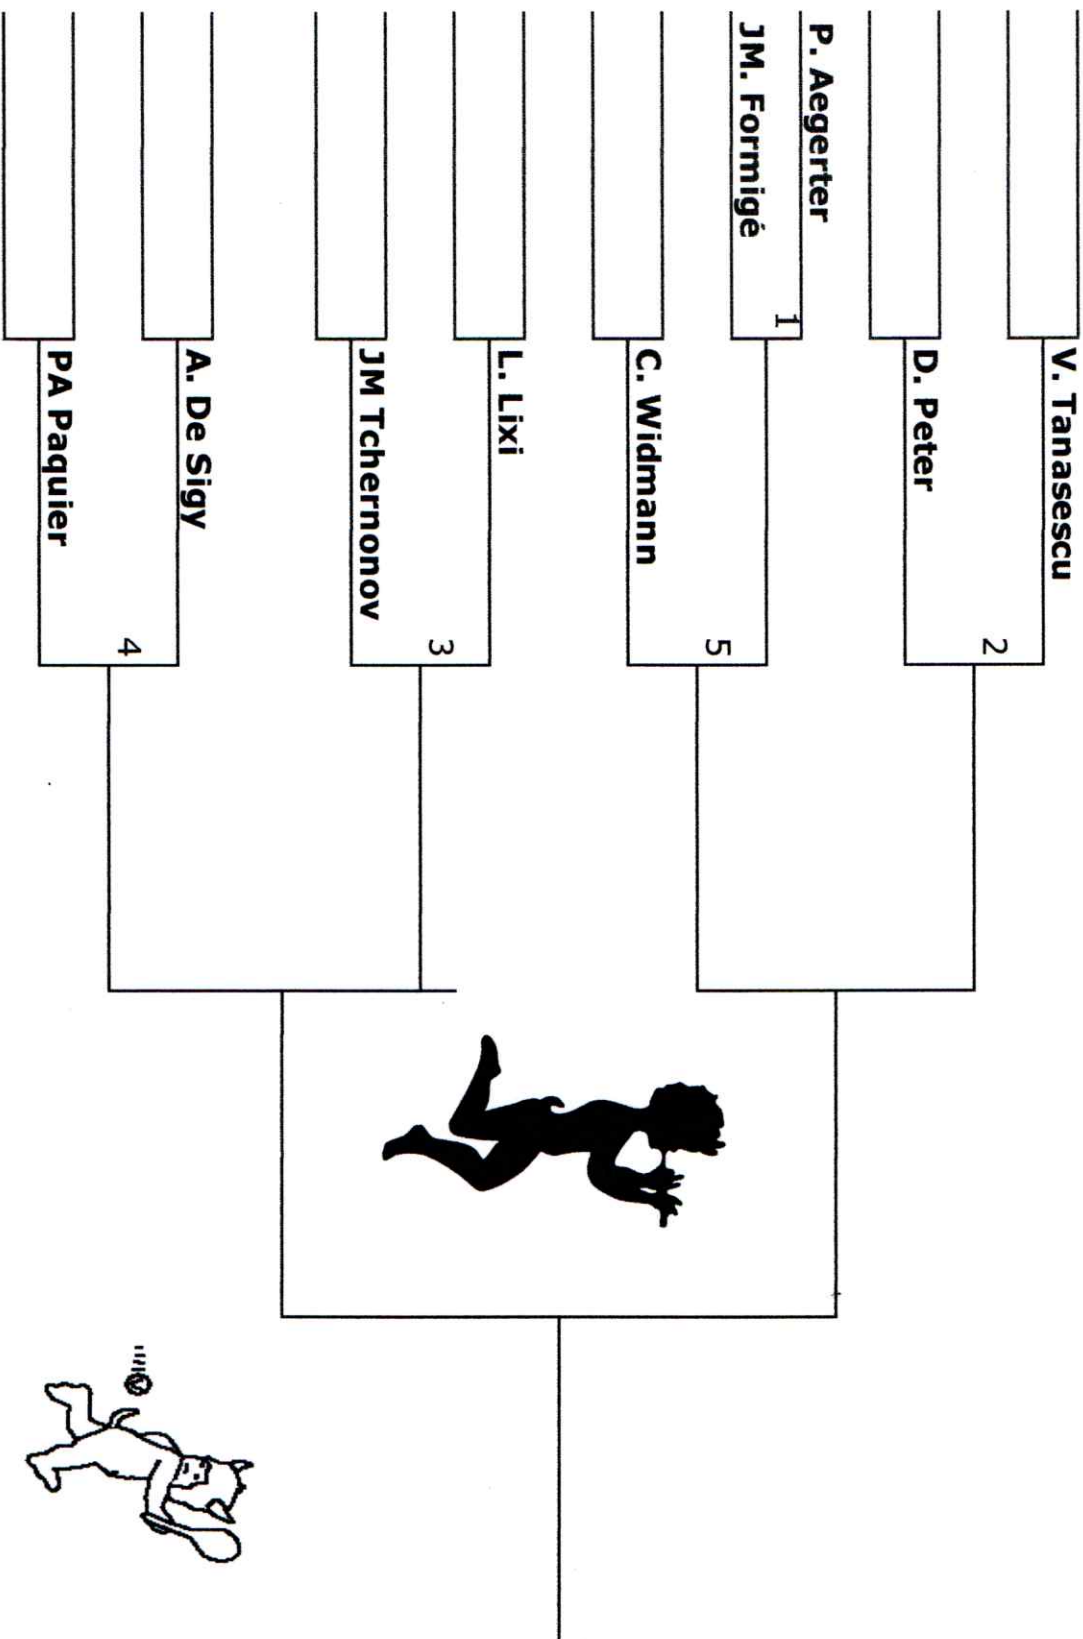 V. Tanasescu
2
D. Peter
P. Aegerter
1
JM. Formigé
5
C. Widmann
L. Lixi
3
JM Tchernonov
A. De Sigy
4
PA Paquier